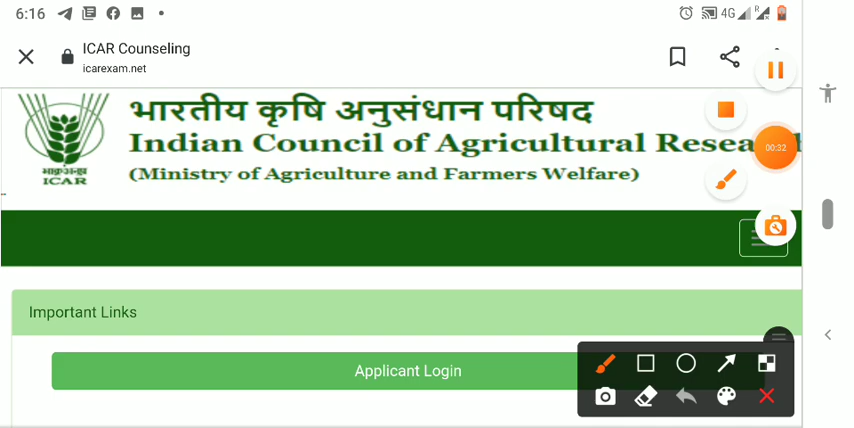 6:16
4G
R
ICAR Counseling
icarexam.net
भारतीय कृषि अनुसंधान परिषद
Indian Council of Agricultural
(Ministry of Agriculture and Farmers Welfare)
ICAR
00:32
Important Links
Applicant Login